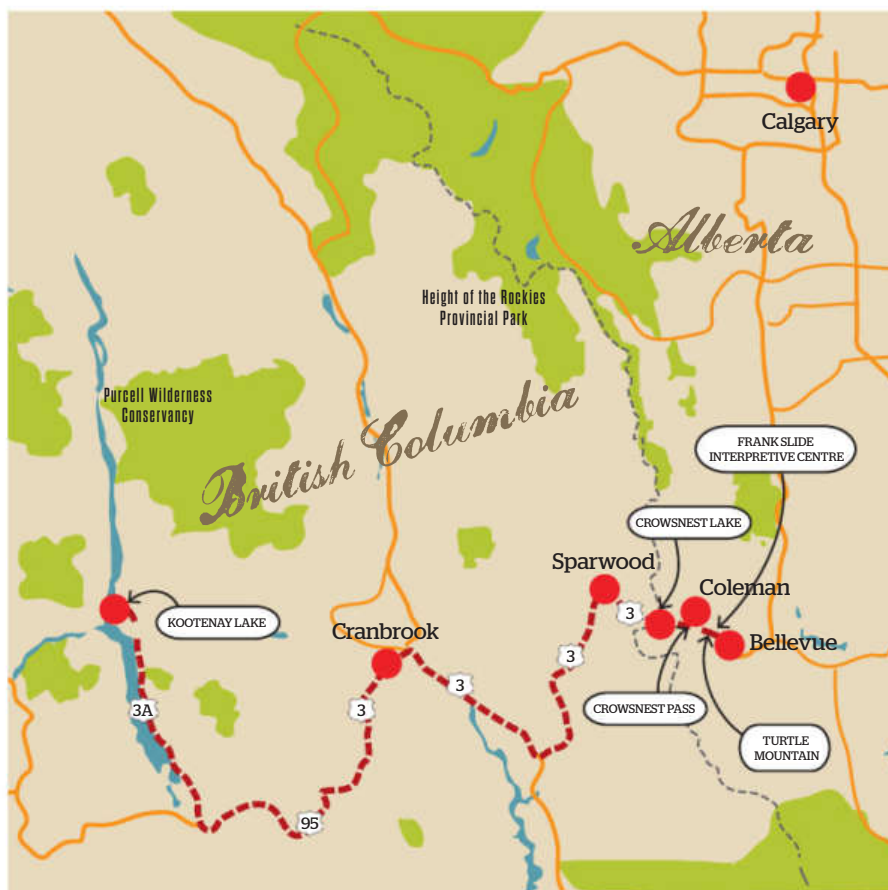 Calgary
Alberta
Height of the Rockies
Provincial Park
Purcell Wilderness
Conservancy
British Columbia
FRANK SLIDE
INTERPRETIVE CENTRE
CROWSNEST LAKE
Sparwood
Coleman
3
KOOTENAY LAKE
Cranbrook
Bellevue
3
3
3
3A
CROWSNEST PASS
TURTLE
MOUNTAIN
95